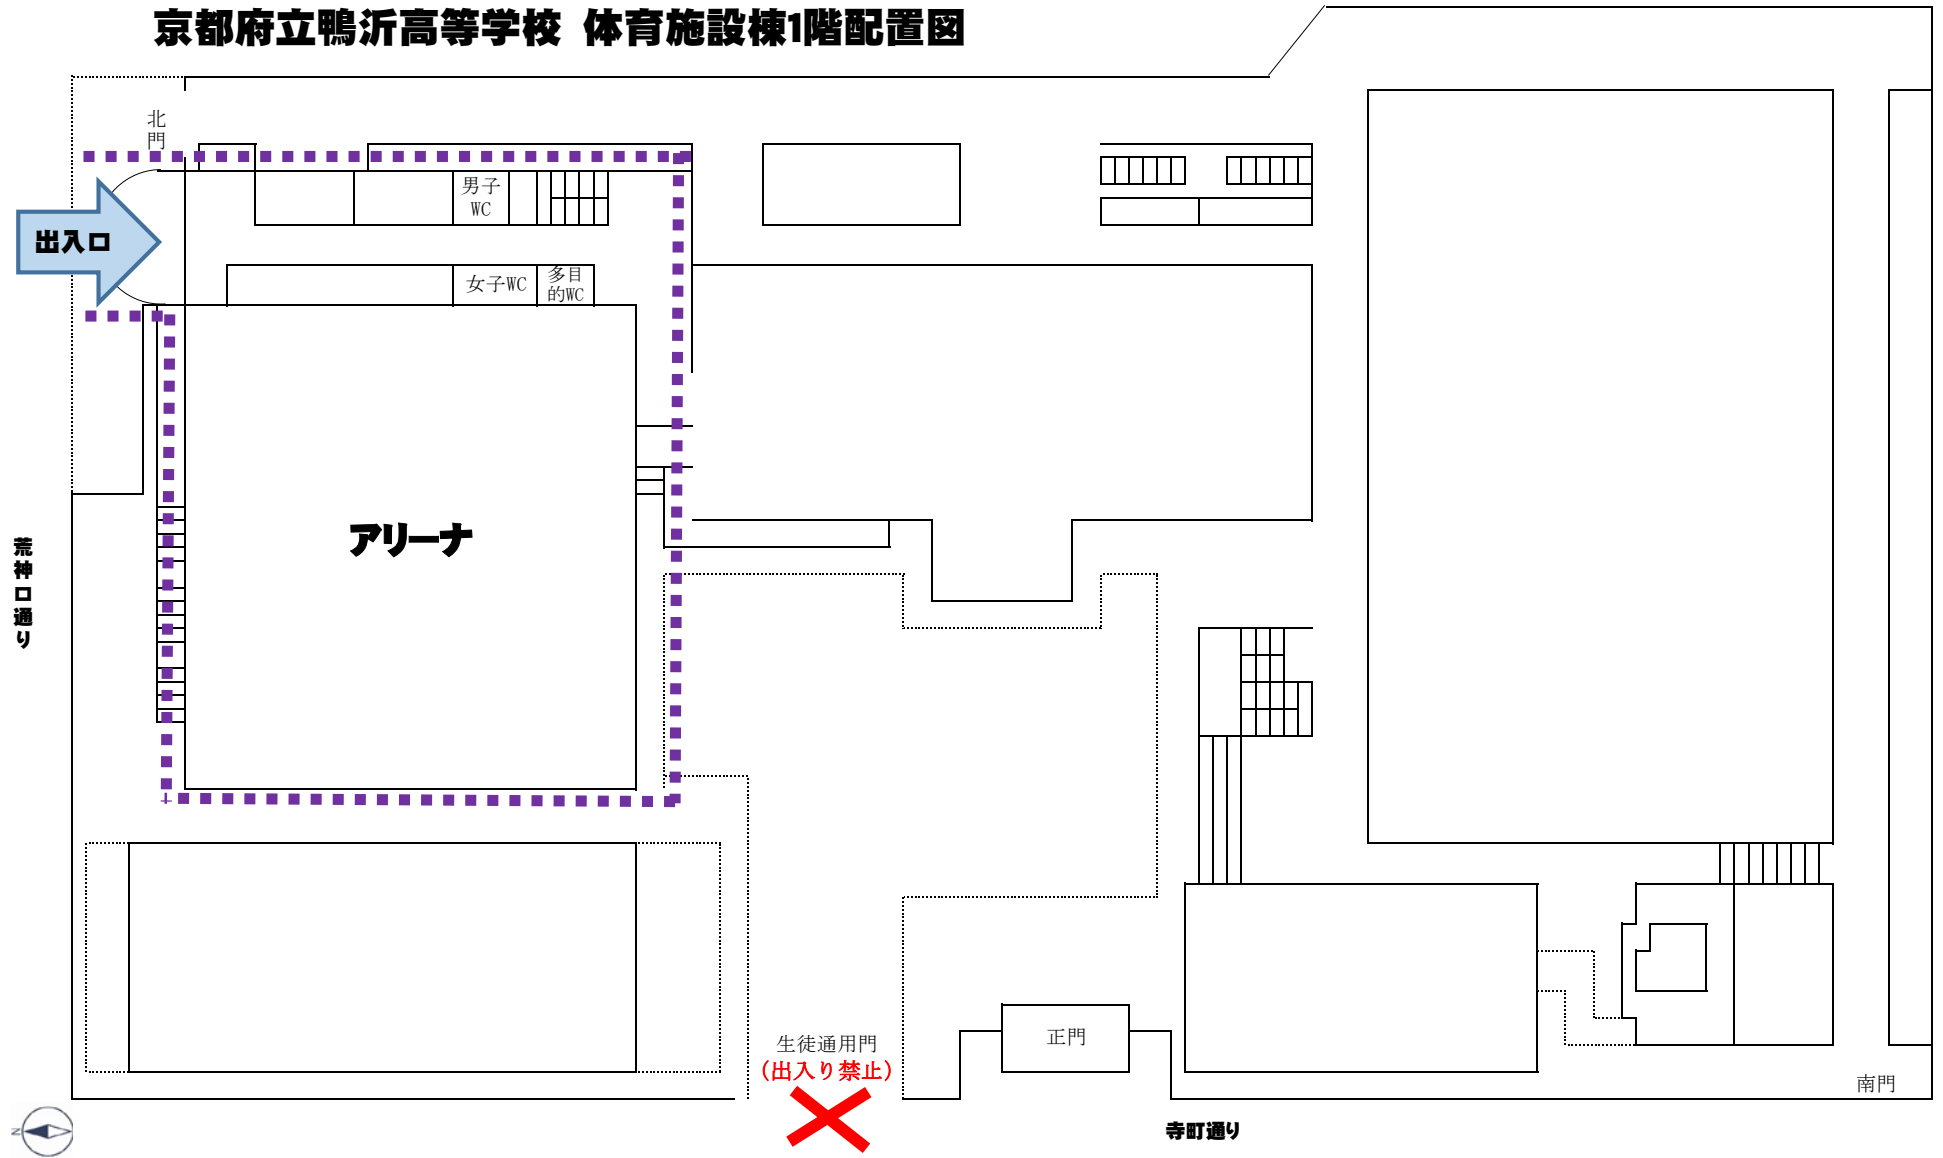 京都府立鴨沂高等学校 体育施設棟1階配置図
北
門
男子
WC
出入口
女子WC
多目
的WC
アリーナ
荒神口通り
生徒通用門
(出入り禁止)
正門
南門
寺町通り
N